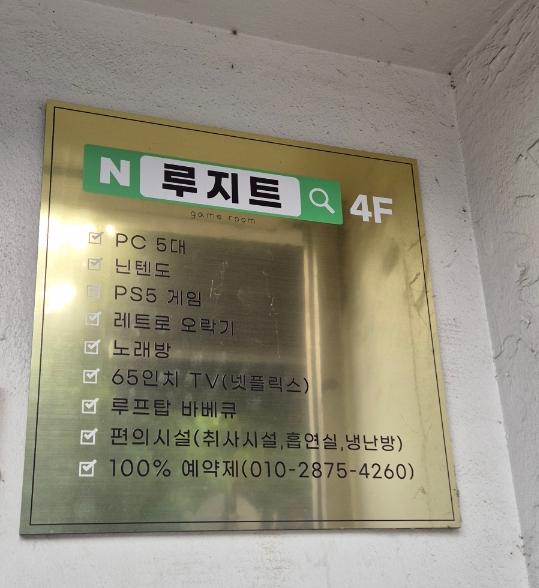 N 루지트 4F
game room
PC 5대
닌텐도
PS5 게임
레트로 오락기
노래방
65인치 TV(넷플릭스)
루프탑 바베큐
편의시설(취사시설,흡연실,냉난방)
100% 예약제(010-2875-4260)